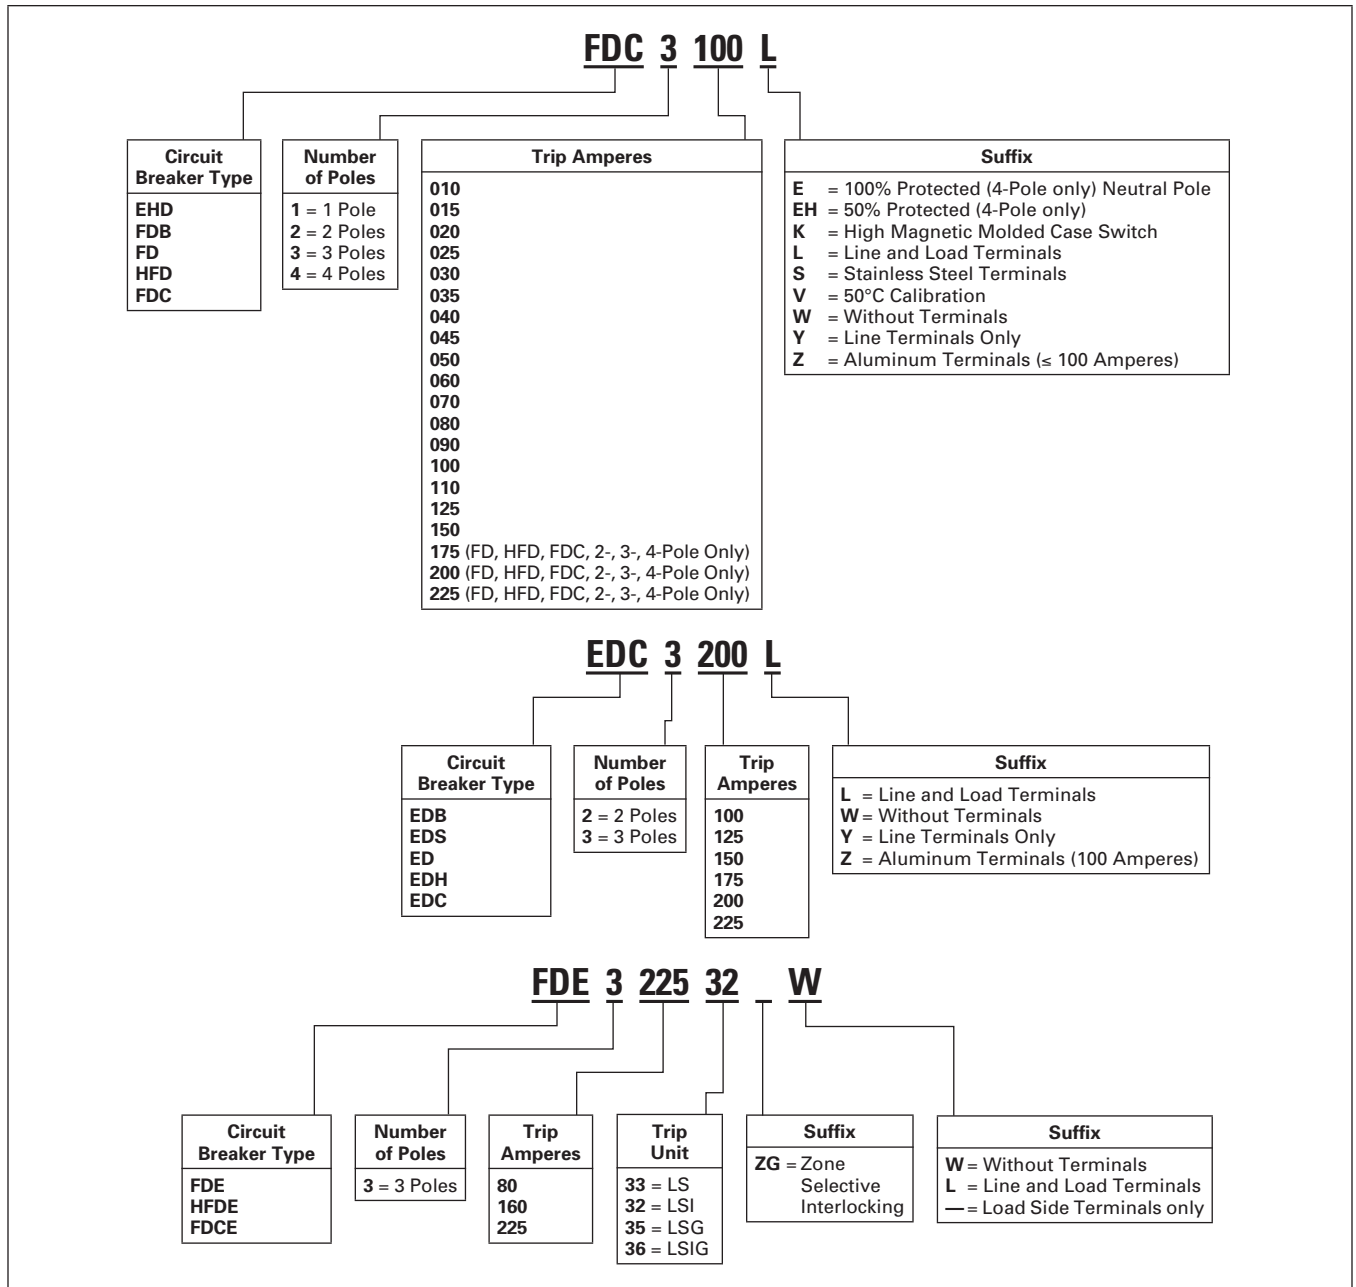 FDC 3 100 L
Circuit
Breaker Type
EHD
FDB
FD
HFD
FDC
Number
of Poles
1 = 1 Pole
2 = 2 Poles
3 = 3 Poles
4 = 4 Poles
Trip Amperes
010
015
020
025
030
035
040
045
050
060
070
080
090
100
110
125
150
175 (FD, HFD, FDC, 2-, 3-, 4-Pole Only)
200 (FD, HFD, FDC, 2-, 3-, 4-Pole Only)
225 (FD, HFD, FDC, 2-, 3-, 4-Pole Only)
Suffix
E = 100% Protected (4-Pole only) Neutral Pole
EH = 50% Protected (4-Pole only)
K = High Magnetic Molded Case Switch
L = Line and Load Terminals
S = Stainless Steel Terminals
V = 50°C Calibration
W = Without Terminals
Y = Line Terminals Only
Z = Aluminum Terminals (≤ 100 Amperes)
EDC 3 200 L
Circuit
Breaker Type
EDB
EDS
ED
EDH
EDC
Number
of Poles
2 = 2 Poles
3 = 3 Poles
Trip
Amperes
100
125
150
175
200
225
Suffix
L = Line and Load Terminals
W = Without Terminals
Y = Line Terminals Only
Z = Aluminum Terminals (100 Amperes)
FDE 3 225 32 _ W
Circuit
Breaker Type
FDE
HFDE
FDCE
Number
of Poles
3 = 3 Poles
Trip
Amperes
80
160
225
Trip
Unit
33 = LS
32 = LSI
35 = LSG
36 = LSIG
Suffix
ZG = Zone
Selective
Interlocking
Suffix
W = Without Terminals
L = Line and Load Terminals
— = Load Side Terminals only